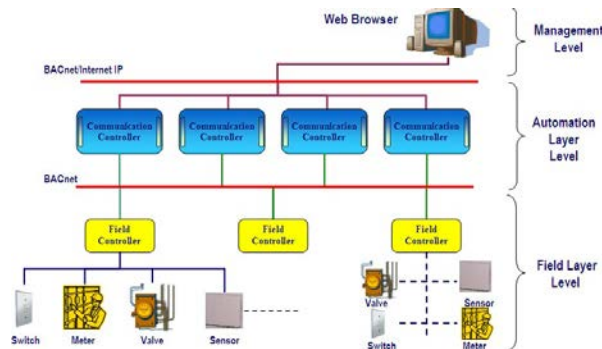 Web Browser
Management
Level
BACnet/Internet IP
Communication
Controller
Communication
Controller
Communication
Controller
Communication
Controller
Automation
Layer
Level
BACnet
Field
Controller
Field
Controller
Field
Controller
Field Layer
Level
Switch
Meter
Valve
Sensor
Valve
Sensor
Switch
Meter